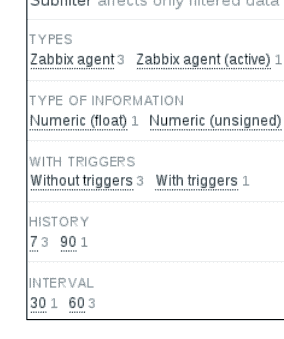 Subfilter affects only filtered data
TYPES
Zabbix agent 3 Zabbix agent (active) 1
TYPE OF INFORMATION
Numeric (float) 1 Numeric (unsigned)
WITH TRIGGERS
Without triggers 3 With triggers 1
HISTORY
7 3 90 1
INTERVAL
30 1 60 3